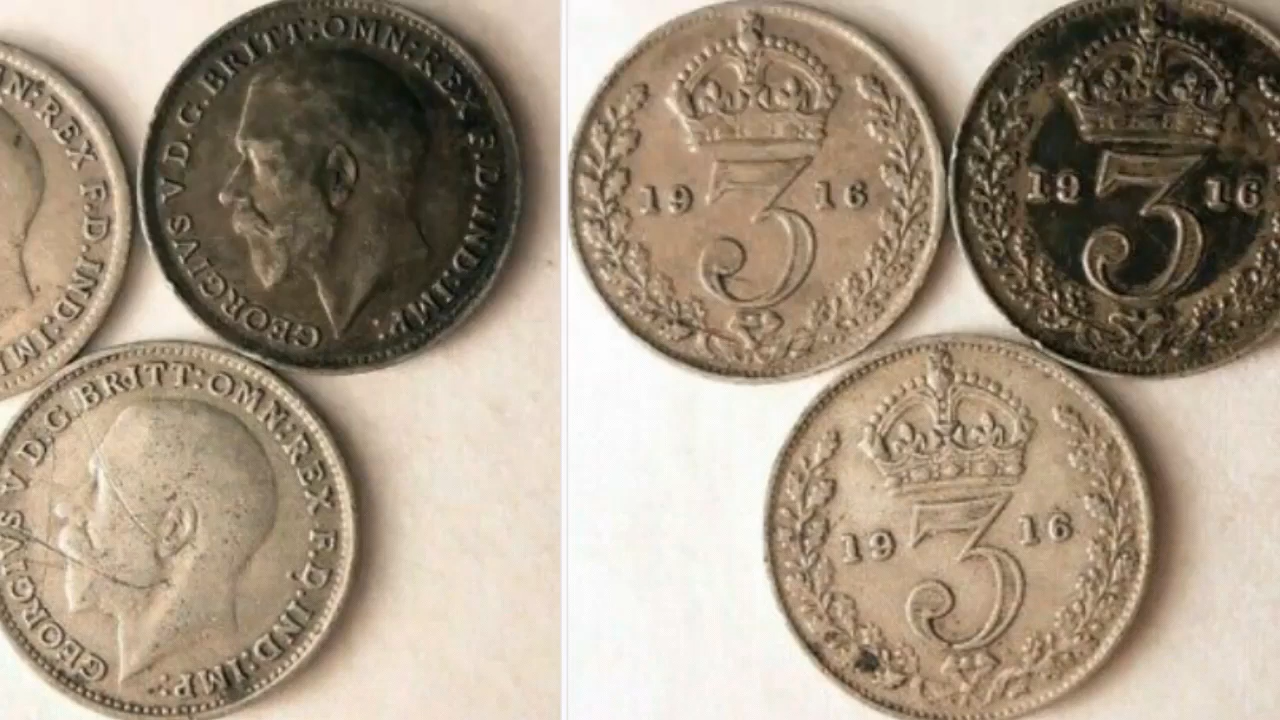 N:REX F.D.IND:IMP
GEORGIVS V D.G. BRITT: OMN: REX F.D. IND: IMP:
GEORGIVS V D.G. BRITT: OMN: REX F.D. IND: IMP:
19 3 16
19 3 16
19 3 16